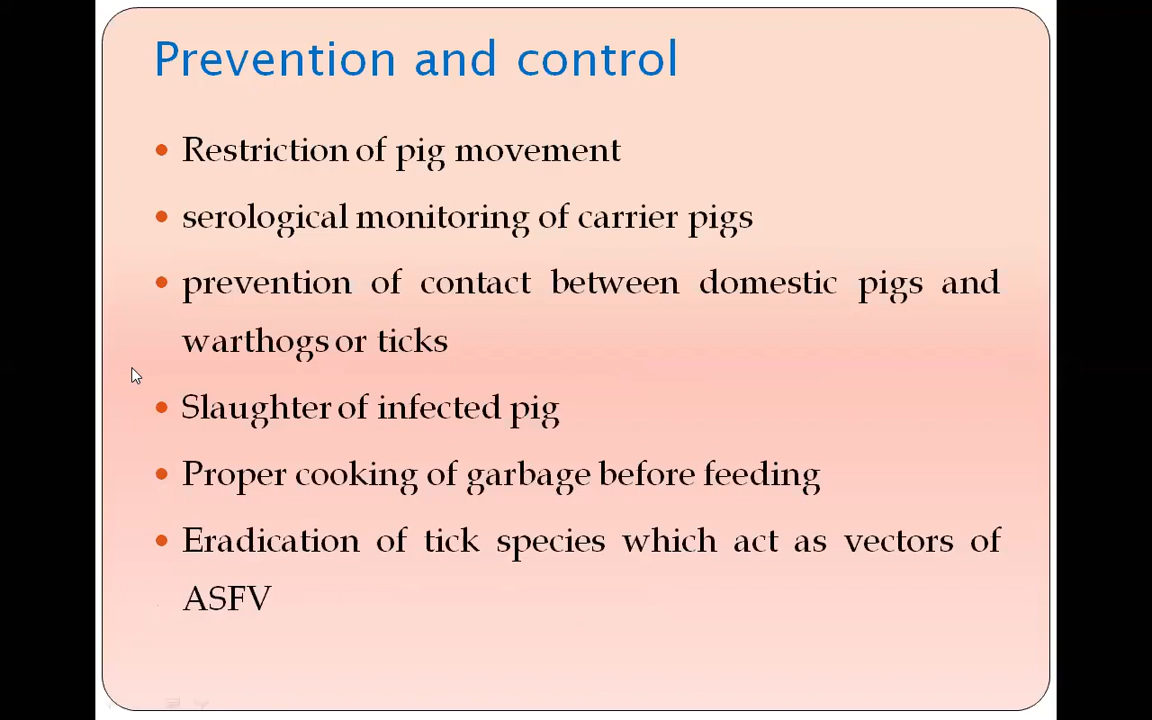 Prevention and control
• Restriction of pig movement
• serological monitoring of carrier pigs
• prevention of contact between domestic pigs and
warthogs or ticks
• Slaughter of infected pig
• Proper cooking of garbage before feeding
• Eradication of tick species which act as vectors of
ASFV